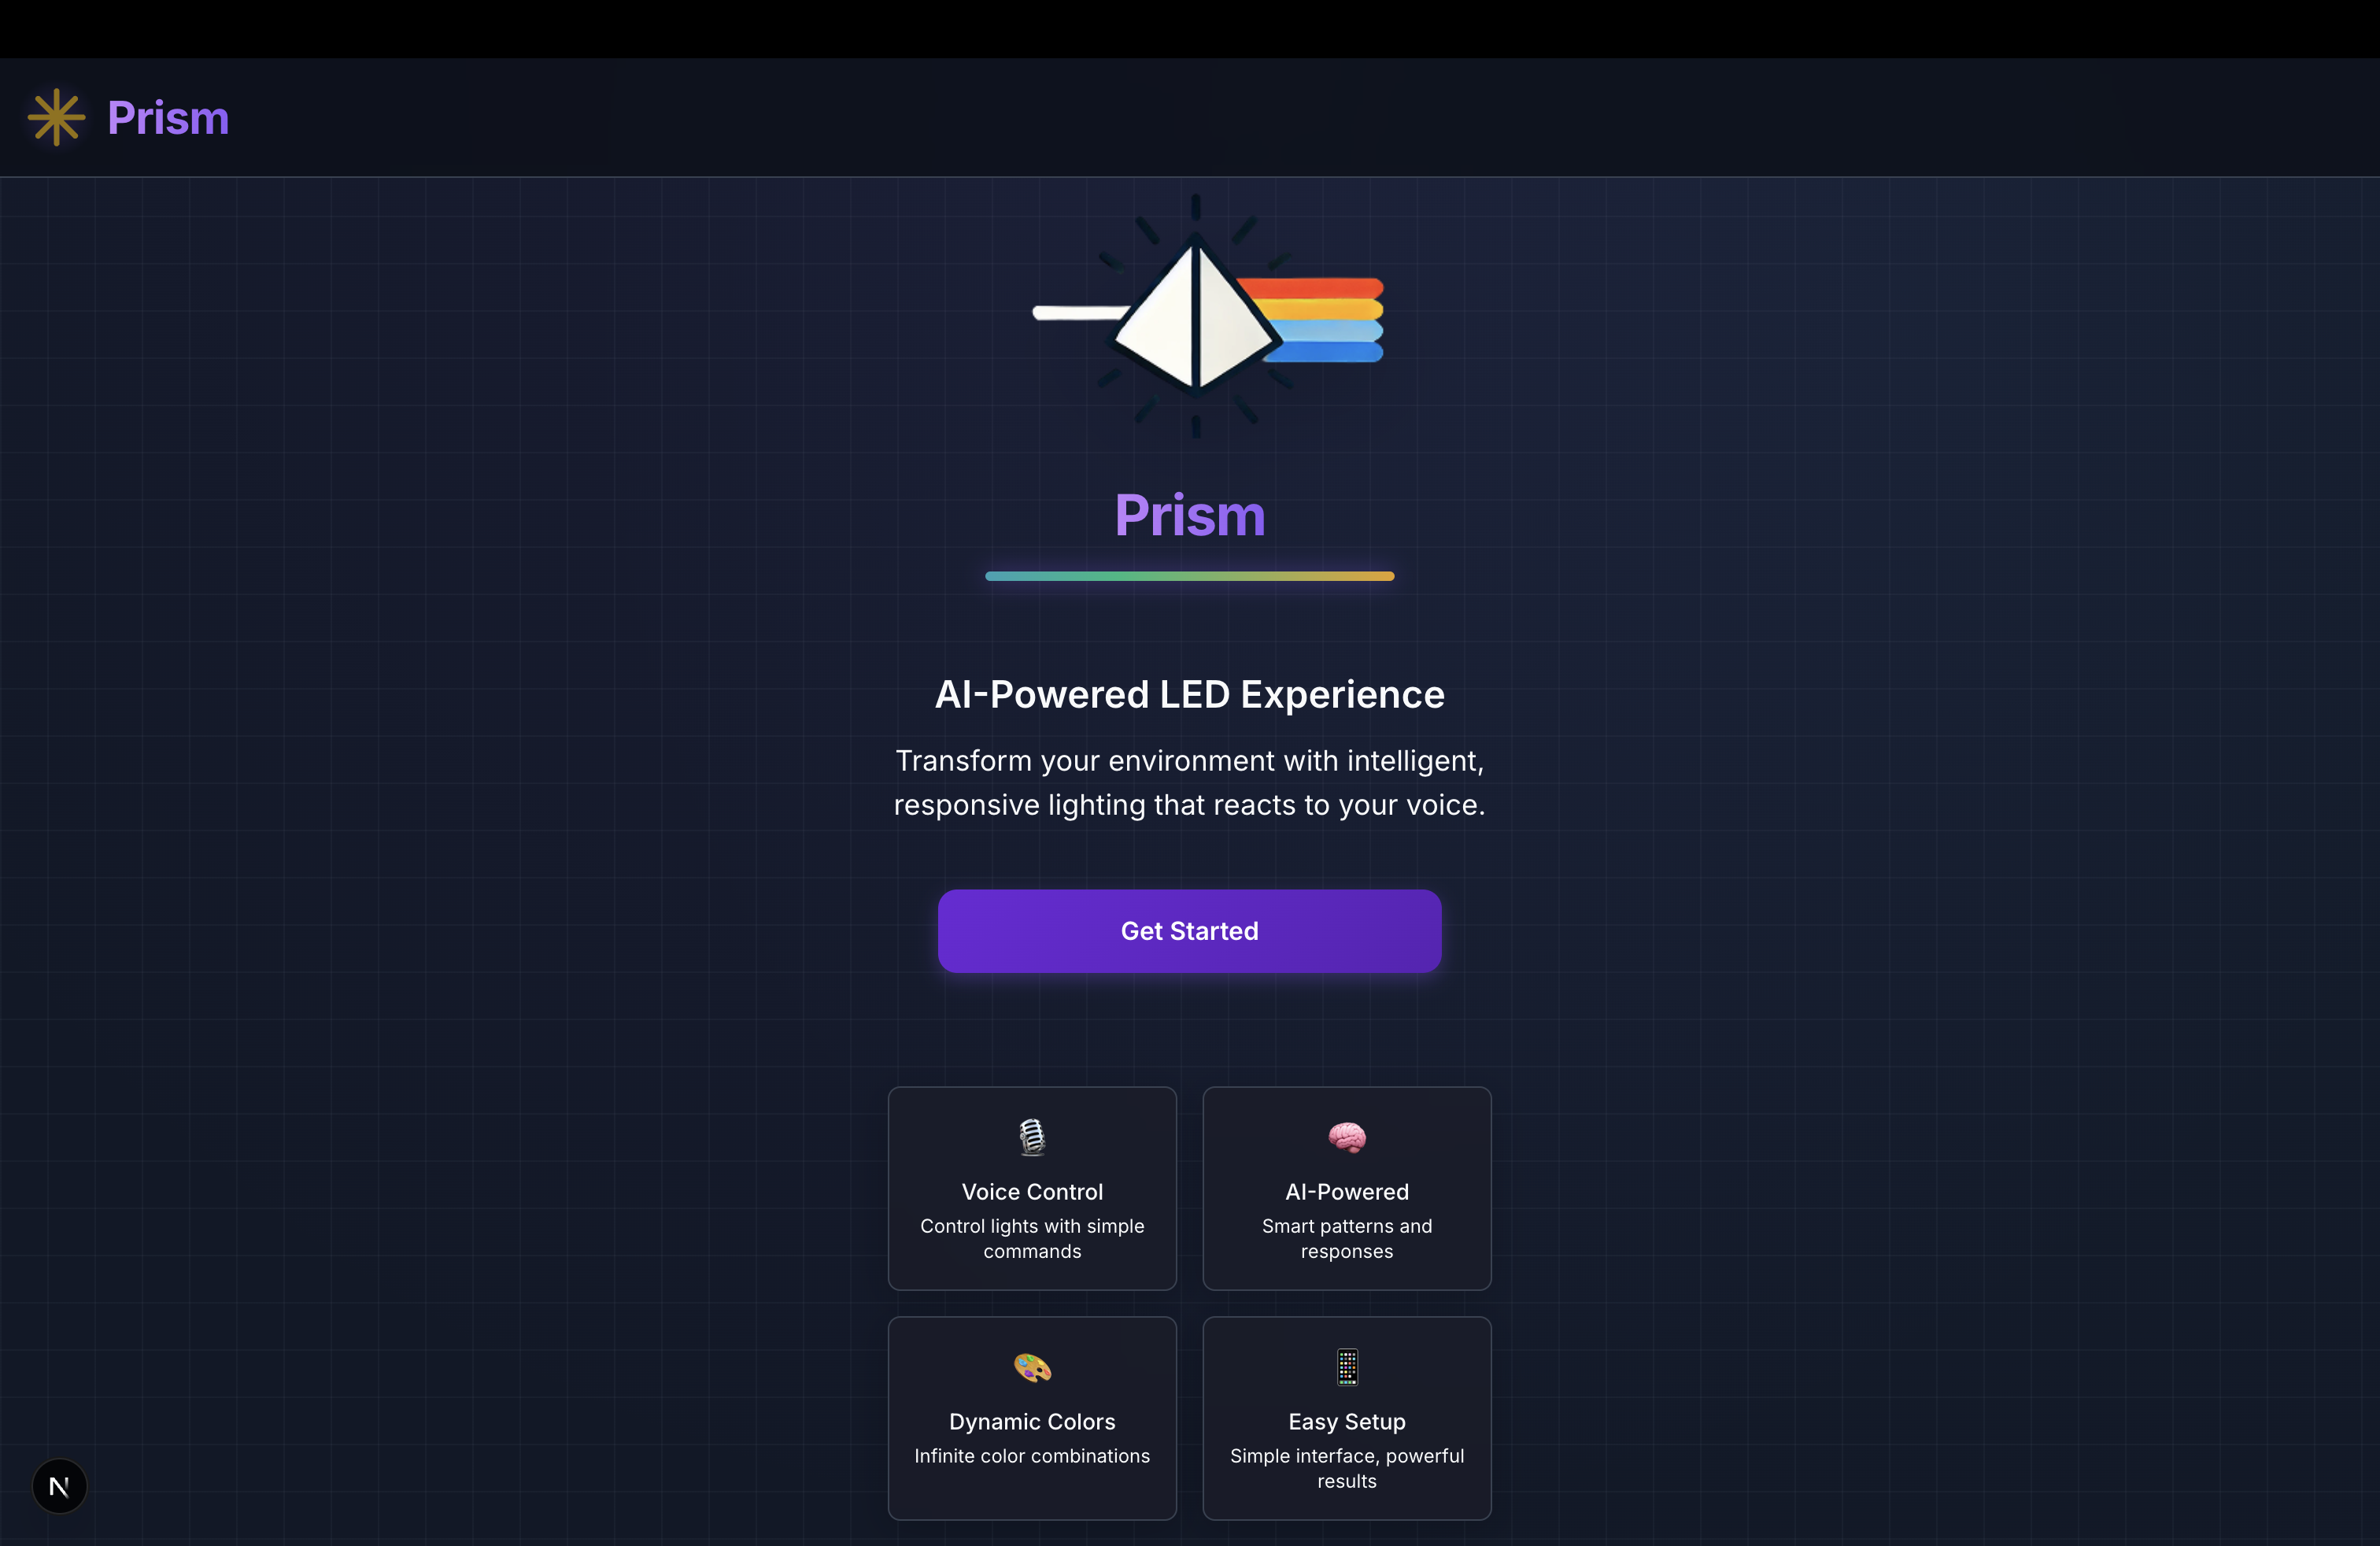 Prism
Prism
AI-Powered LED Experience
Transform your environment with intelligent,
responsive lighting that reacts to your voice.
Get Started
Voice Control
Control lights with simple
commands
AI-Powered
Smart patterns and
responses
Dynamic Colors
Infinite color combinations
Easy Setup
Simple interface, powerful
results
N